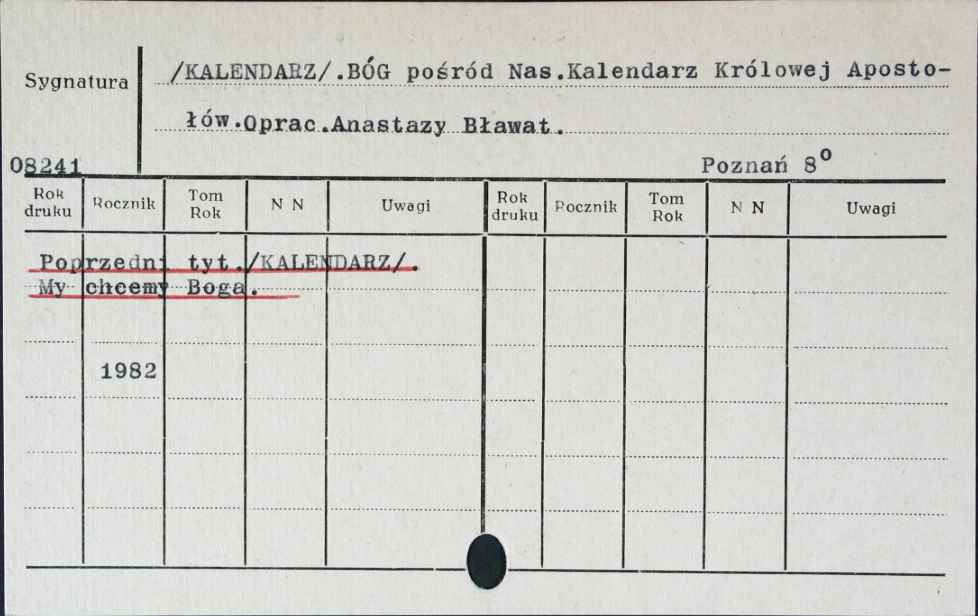 Sygnatura
/KALENDARZ/.BÓG pośród Nas.Kalendarz Królowej Aposto-
łów.Oprac.Anastazy Bławat.
08241
Poznań 8°
Rok druku Rocznik Tom Rok N N Uwagi Rok druku Rocznik Tom Rok N N Uwagi
Poprzedni tyt./KALENDARZ/.
My chcemy Boga.
1982